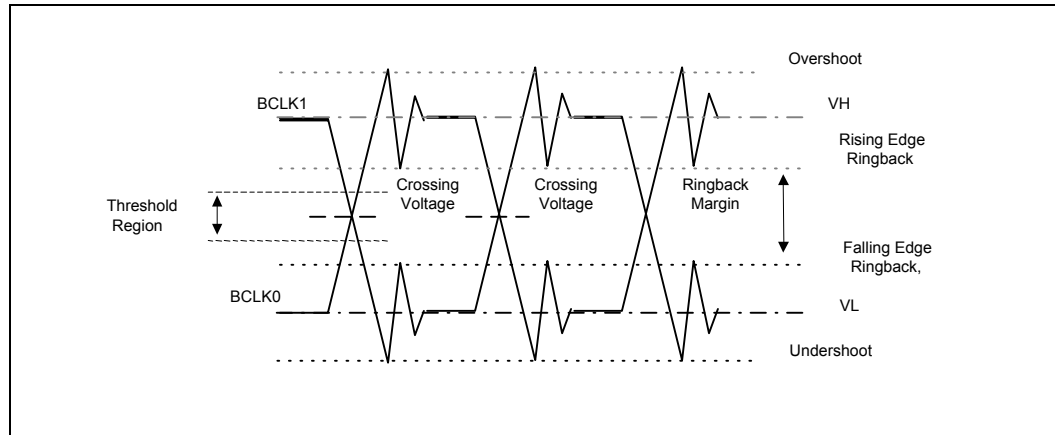 Overshoot
BCLK1
VH
Rising Edge
Ringback
Crossing
Voltage
Crossing
Voltage
Ringback
Margin
Threshold
Region
Falling Edge
Ringback,
BCLK0
VL
Undershoot